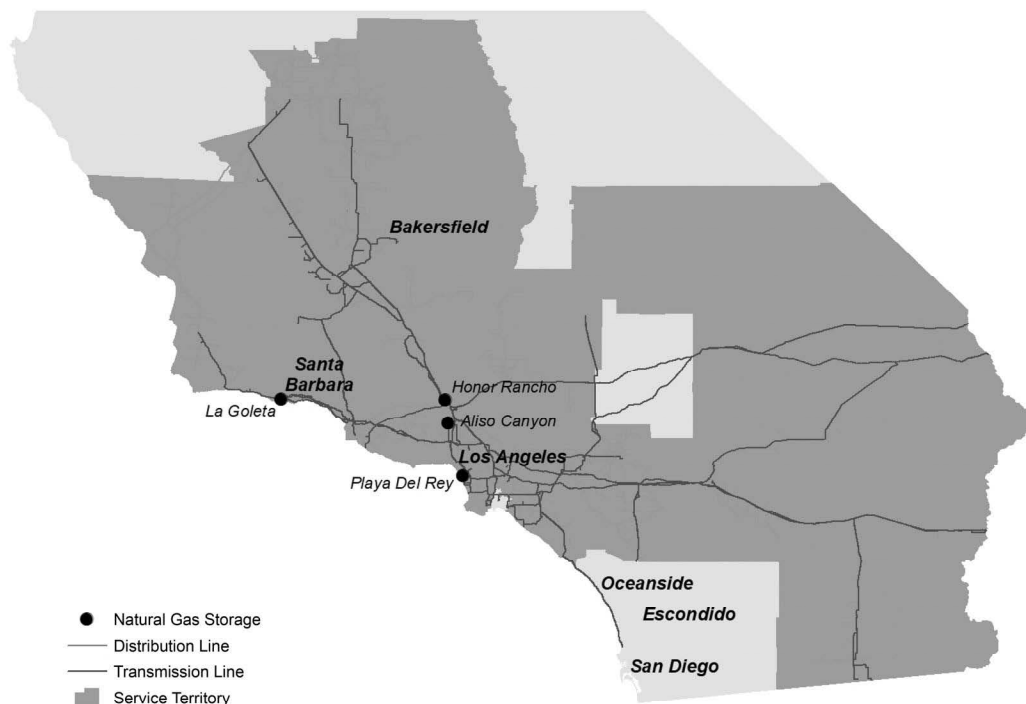 Bakersfield
Santa
Barbara
Honor Rancho
La Goleta
Aliso Canyon
Los Angeles
Playa Del Rey
Oceanside
Escondido
San Diego
Natural Gas Storage
Distribution Line
Transmission Line
Service Territory